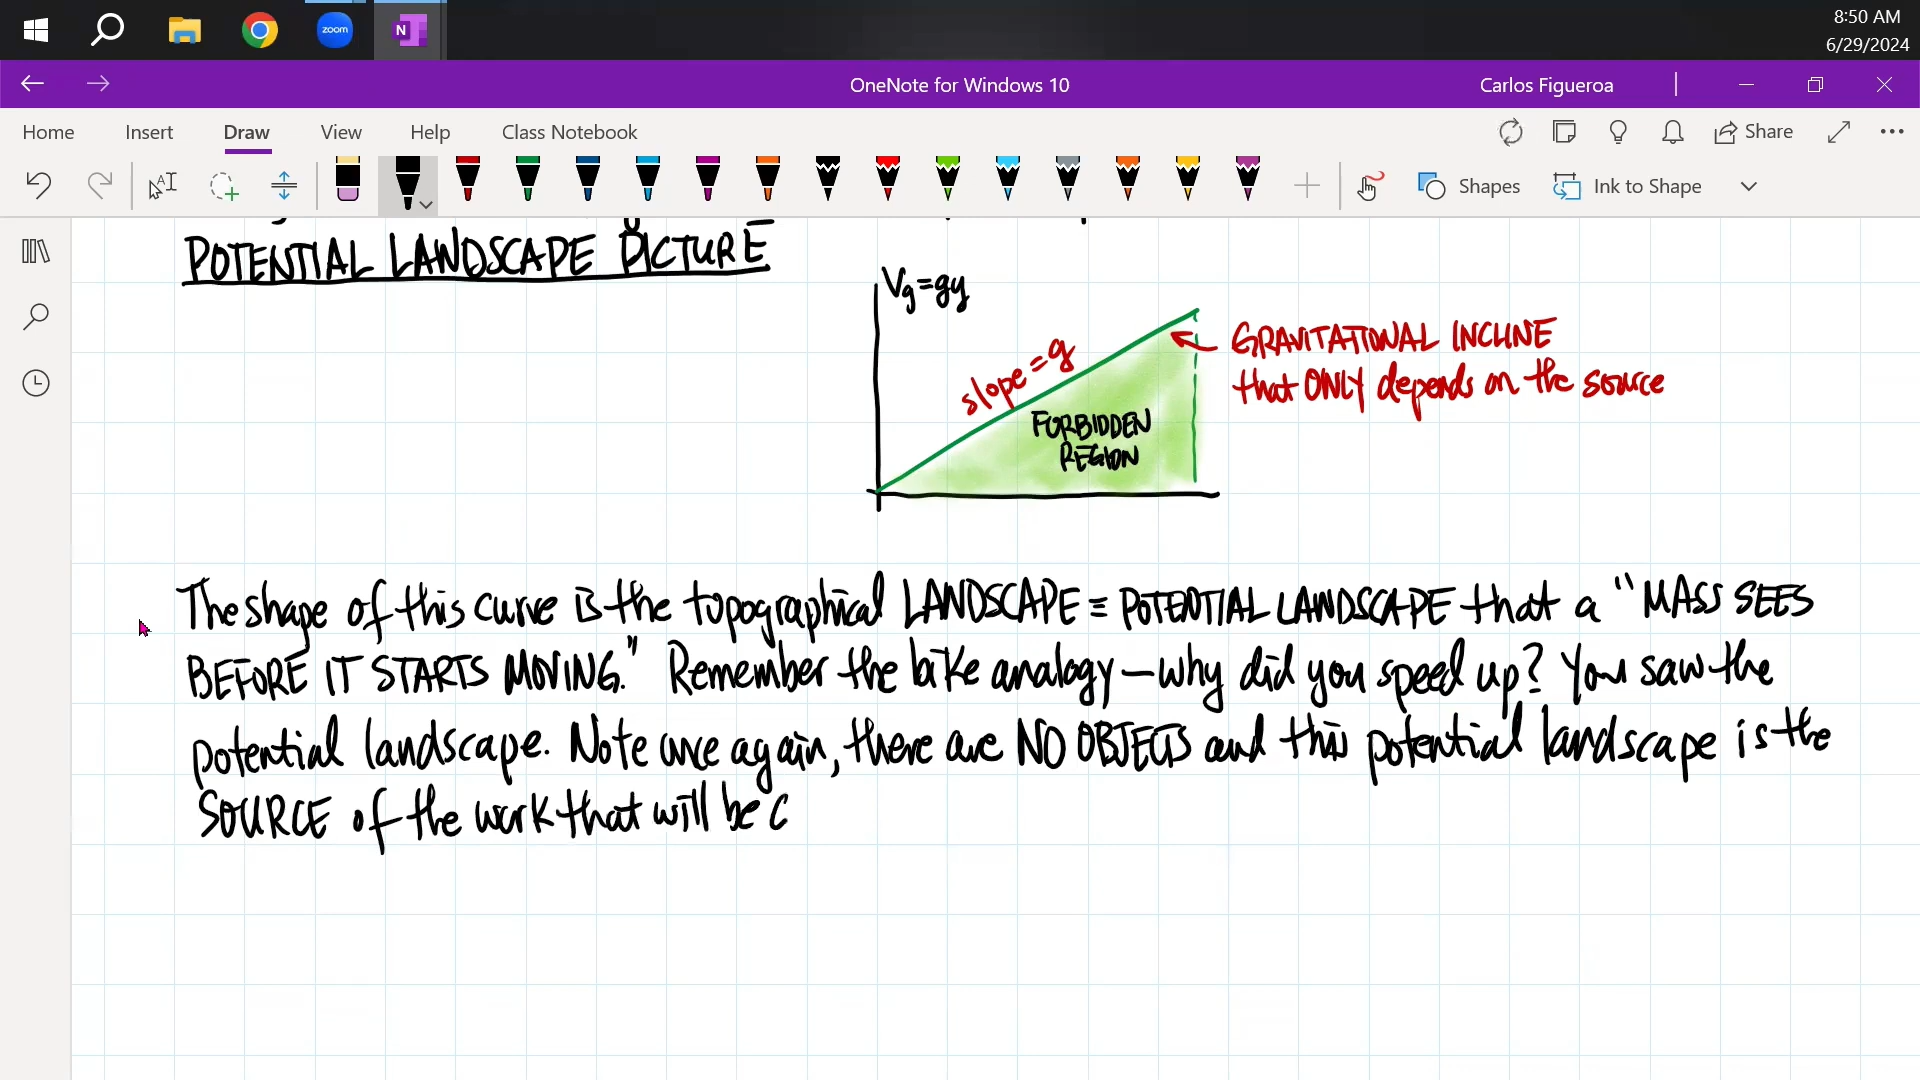 zoom
N
8:50 AM
6/29/2024
OneNote for Windows 10
Carlos Figueroa
Home Insert Draw View Help Class Notebook
Share
Shapes
Ink to Shape
POTENTIAL LANDSCAPE PICTURE
Vg=gy
slope = g
GRAVITATIONAL INCLINE
that ONLY depends on the source
FORBIDDEN
REGION
The shape of this curve is the topographical LANDSCAPE ≡ POTENTIAL LANDSCAPE that a "MASS SEES
BEFORE IT STARTS MOVING." Remember the bike analogy—why did you speed up? You saw the
potential landscape. Note once again, there are NO OBJECTS and this potential landscape is the
SOURCE of the work that will be c